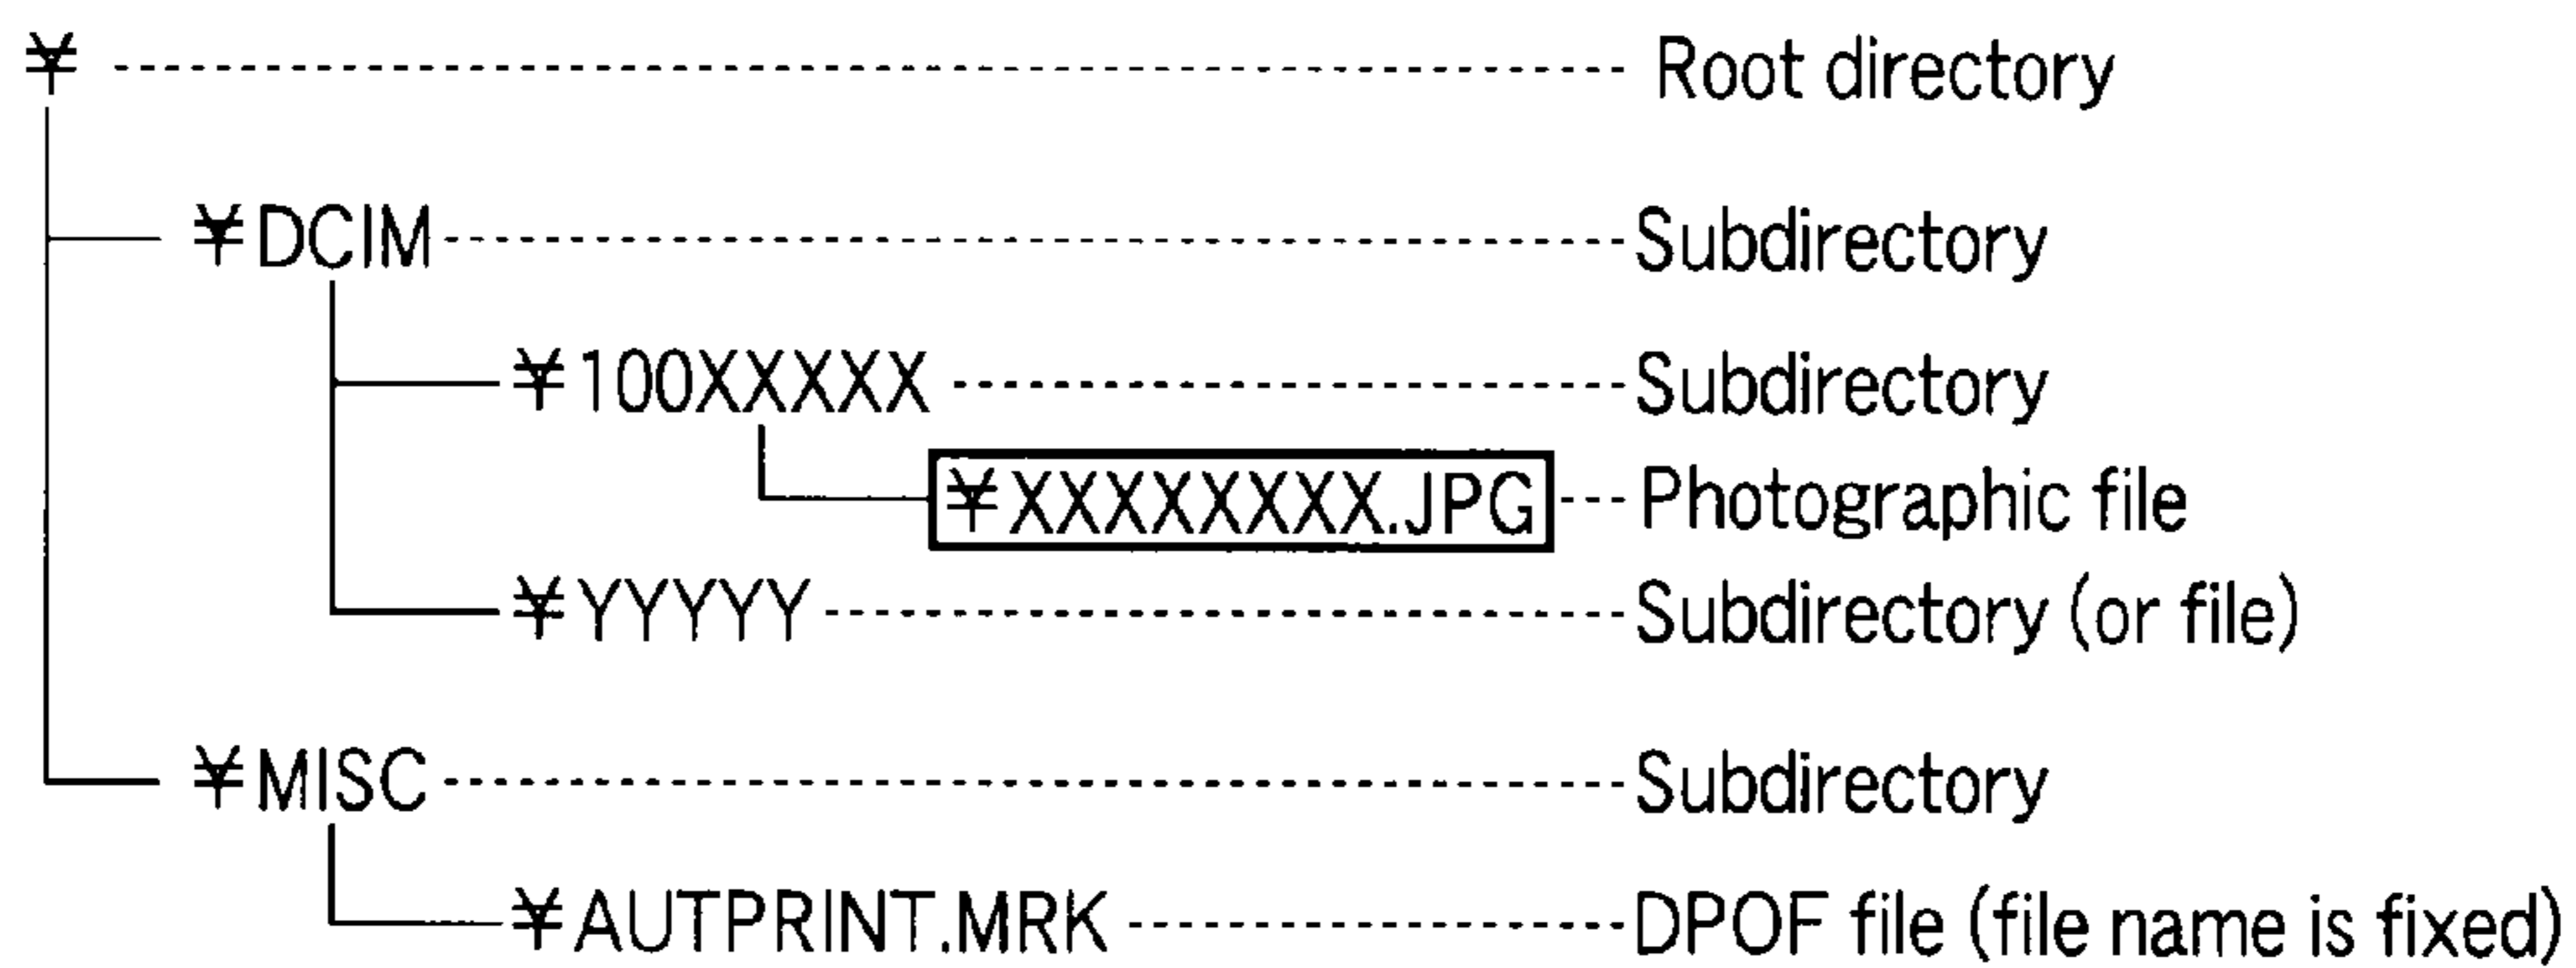 ¥ Root directory
¥DCIM Subdirectory
¥100XXXXX Subdirectory
¥XXXXXXXX.JPG Photographic file
¥YYYYY Subdirectory (or file)
¥MISC Subdirectory
¥AUTPRINT.MRK DPOF file (file name is fixed)